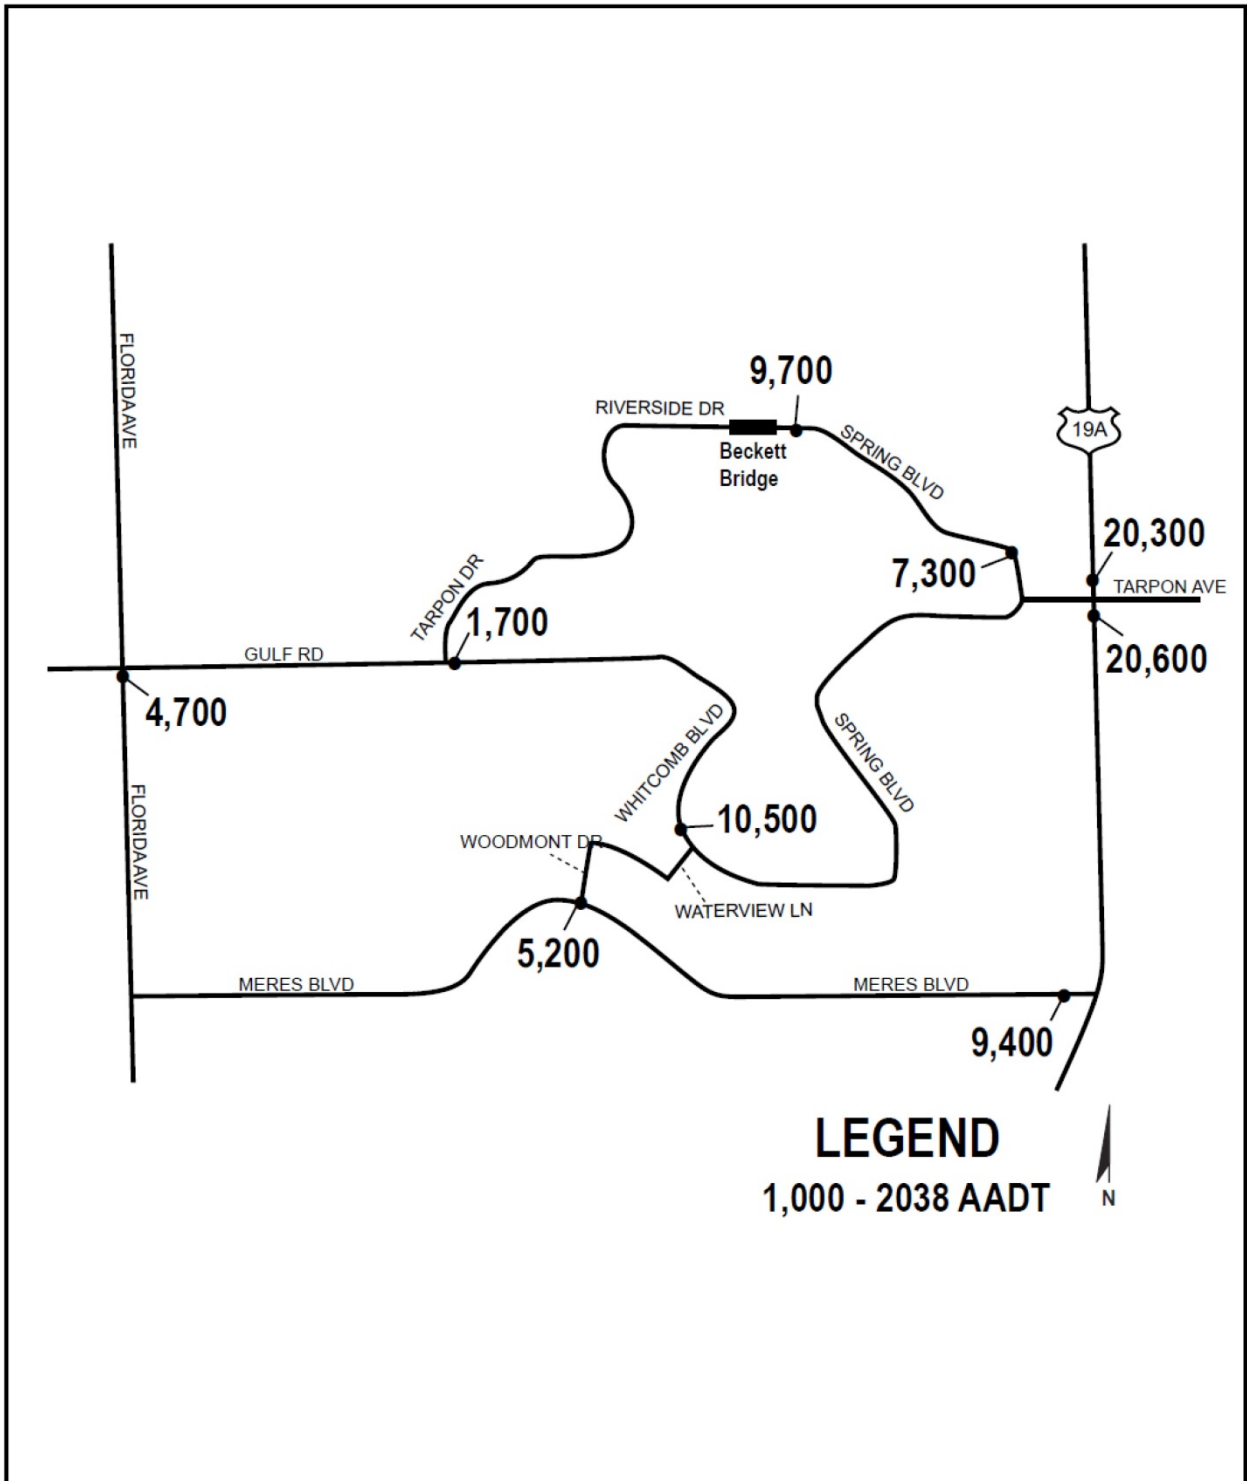 FLORIDA AVE
9,700
RIVERSIDE DR
19A
SPRING BLVD
Beckett
Bridge
20,300
7,300
TARPON AVE
TARPON DR
1,700
GULF RD
20,600
4,700
WHITCOMB BLVD
SPRING BLVD
FLORIDA AVE
10,500
WOODMONT DR
WATERVIEW LN
5,200
MERES BLVD
MERES BLVD
9,400
LEGEND
1,000 - 2038 AADT
N